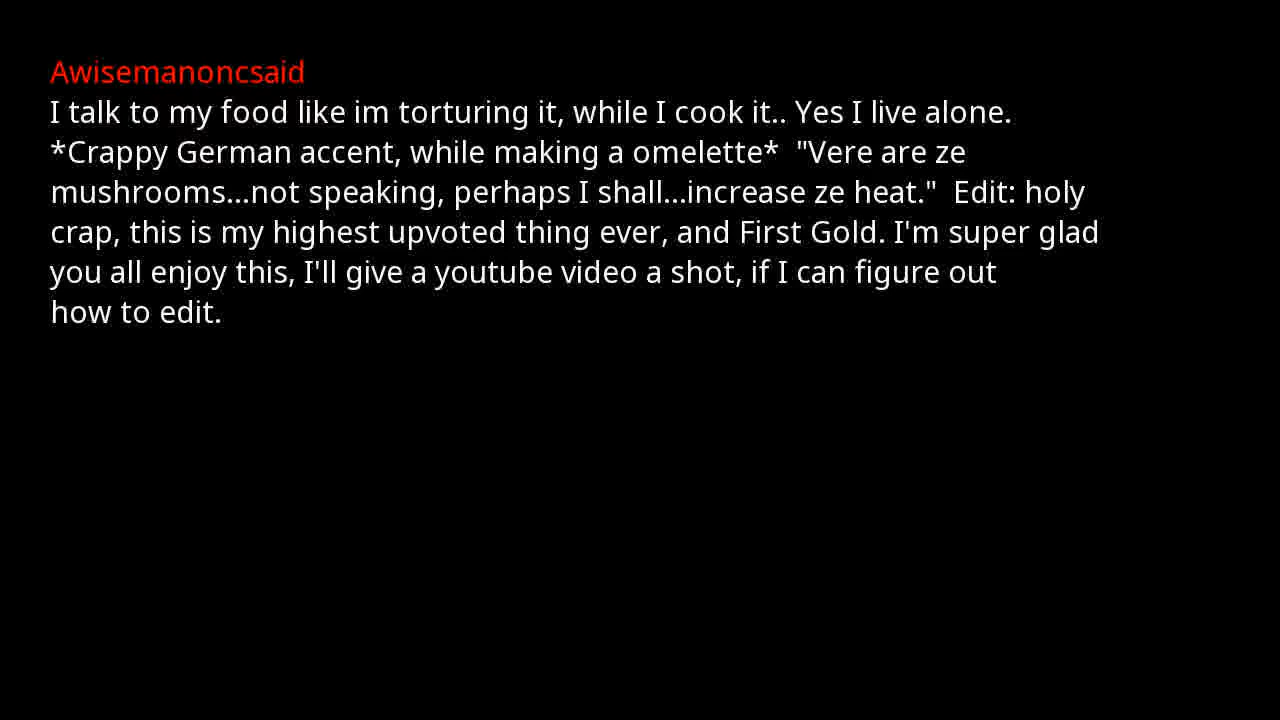 Awisemanoncsaid
I talk to my food like im torturing it, while I cook it.. Yes I live alone.
*Crappy German accent, while making a omelette*  "Vere are ze
mushrooms...not speaking, perhaps I shall...increase ze heat."  Edit: holy
crap, this is my highest upvoted thing ever, and First Gold. I'm super glad
you all enjoy this, I'll give a youtube video a shot, if I can figure out
how to edit.